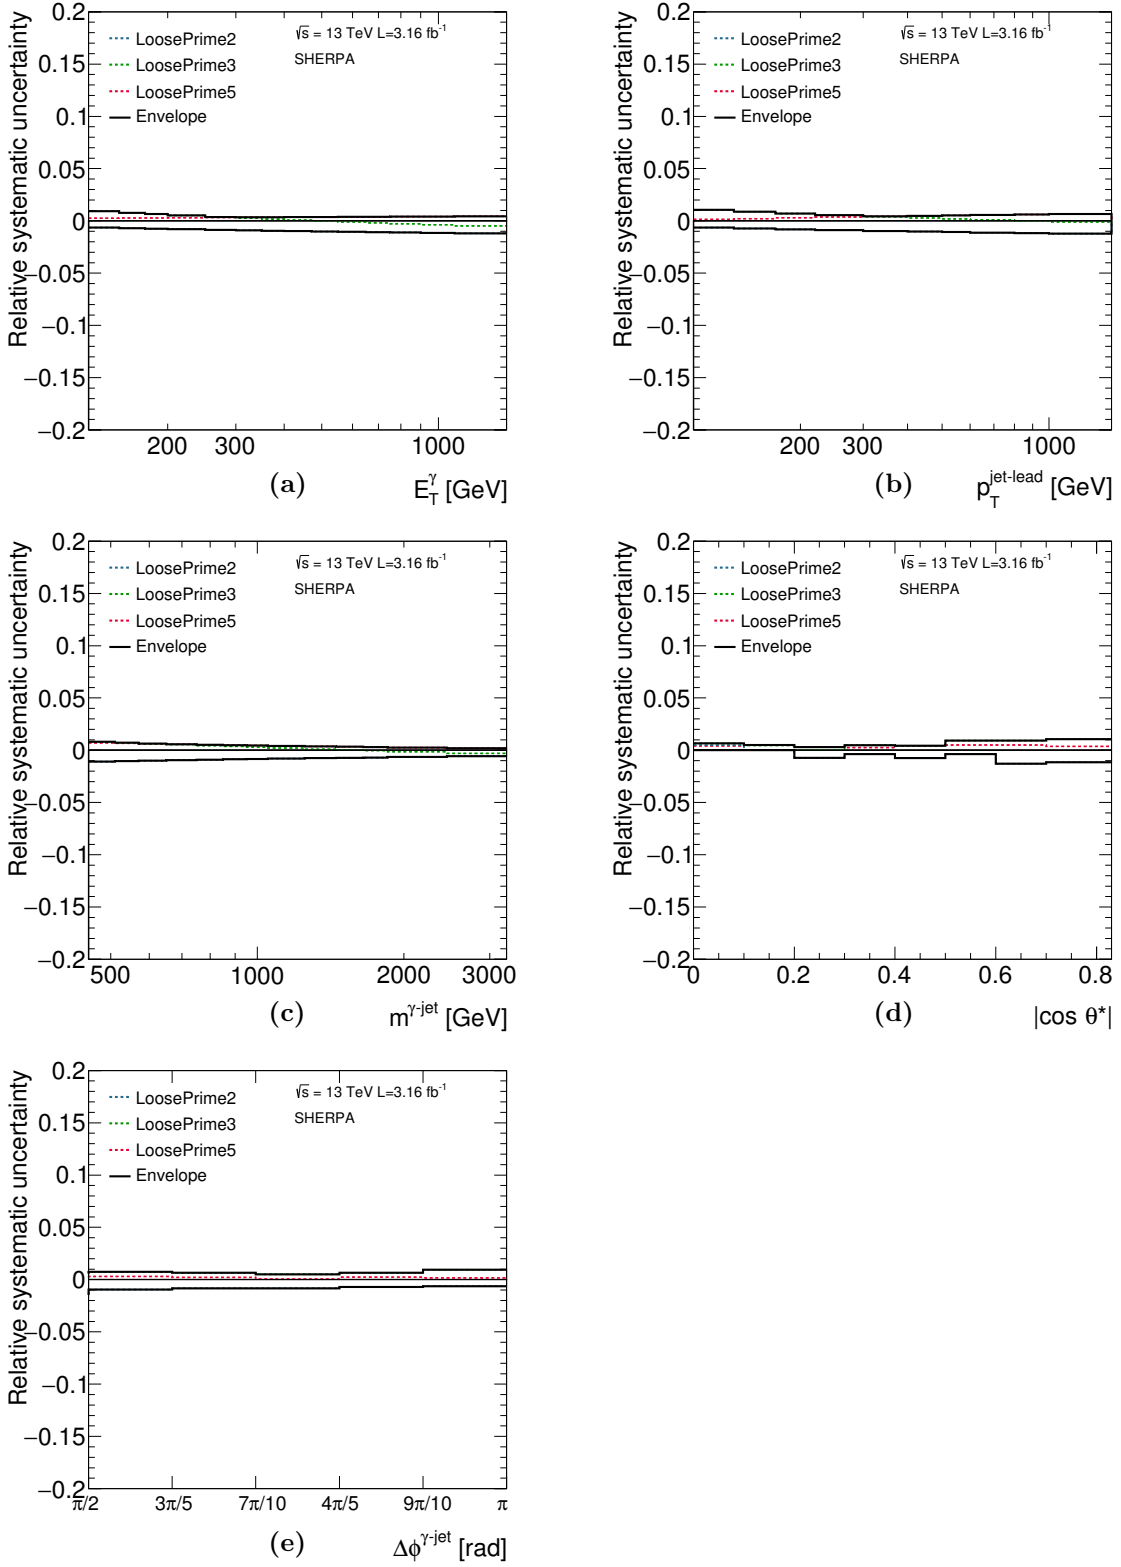 Relative systematic uncertainty
0.2
0.15
0.1
0.05
0
−0.05
−0.1
−0.15
−0.2
LoosePrime2
LoosePrime3
LoosePrime5
Envelope
√s = 13 TeV L=3.16 fb⁻¹
SHERPA
200 300 1000
(a) E_T^γ [GeV]
Relative systematic uncertainty
0.2
0.15
0.1
0.05
0
−0.05
−0.1
−0.15
−0.2
LoosePrime2
LoosePrime3
LoosePrime5
Envelope
√s = 13 TeV L=3.16 fb⁻¹
SHERPA
200 300 1000
(b) p_T^jet-lead [GeV]
Relative systematic uncertainty
0.2
0.15
0.1
0.05
0
−0.05
−0.1
−0.15
−0.2
LoosePrime2
LoosePrime3
LoosePrime5
Envelope
√s = 13 TeV L=3.16 fb⁻¹
SHERPA
500 1000 2000 3000
(c) m^γ-jet [GeV]
Relative systematic uncertainty
0.2
0.15
0.1
0.05
0
−0.05
−0.1
−0.15
−0.2
LoosePrime2
LoosePrime3
LoosePrime5
Envelope
√s = 13 TeV L=3.16 fb⁻¹
SHERPA
0 0.2 0.4 0.6 0.8
(d) |cos θ*|
Relative systematic uncertainty
0.2
0.15
0.1
0.05
0
−0.05
−0.1
−0.15
−0.2
LoosePrime2
LoosePrime3
LoosePrime5
Envelope
√s = 13 TeV L=3.16 fb⁻¹
SHERPA
π/2 3π/5 7π/10 4π/5 9π/10 π
(e) Δϕ^γ-jet [rad]